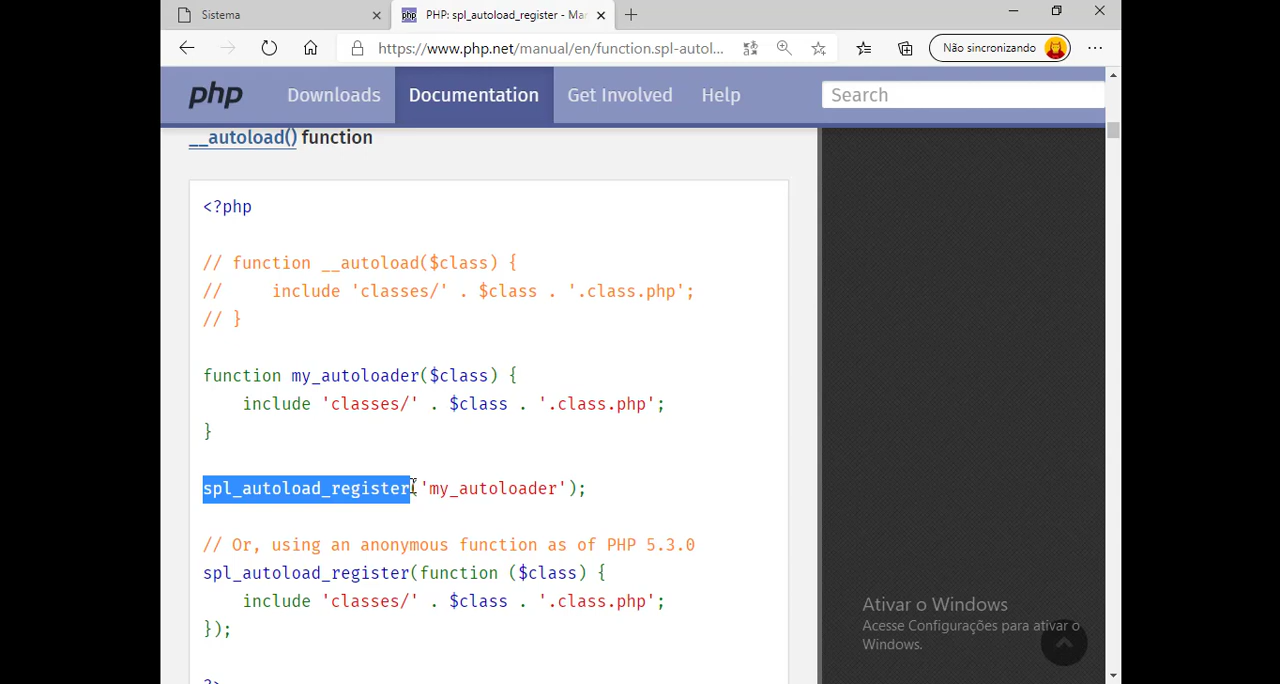 Sistema
PHP: spl_autoload_register - Ma
https://www.php.net/manual/en/function.spl-autol...
Não sincronizando
php
Downloads
Documentation
Get Involved
Help
Search
__autoload() function
<?php
// function __autoload($class) {
//     include 'classes/' . $class . '.class.php';
// }
function my_autoloader($class) {
    include 'classes/' . $class . '.class.php';
}
spl_autoload_register('my_autoloader');
// Or, using an anonymous function as of PHP 5.3.0
spl_autoload_register(function ($class) {
    include 'classes/' . $class . '.class.php';
});
?>
Ativar o Windows
Acesse Configurações para ativar o
Windows.